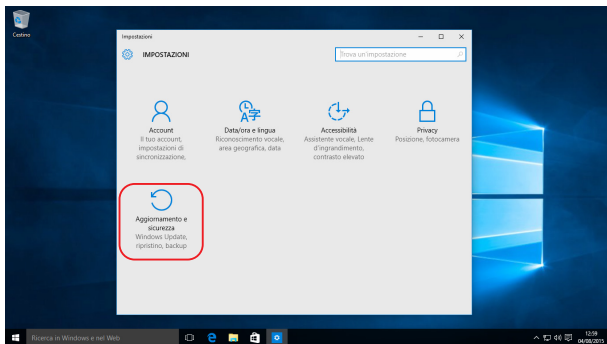 Cestino
Impostazioni
IMPOSTAZIONI
Trova un'impostazione
Account
Il tuo account,
impostazioni di
sincronizzazione,
Data/ora e lingua
Riconoscimento vocale,
area geografica, data
Accessibilità
Assistente vocale, Lente
d'ingrandimento,
contrasto elevato
Privacy
Posizione, fotocamera
Aggiornamento e
sicurezza
Windows Update,
ripristino, backup
Ricerca in Windows e nel Web
12:59
04/08/2015